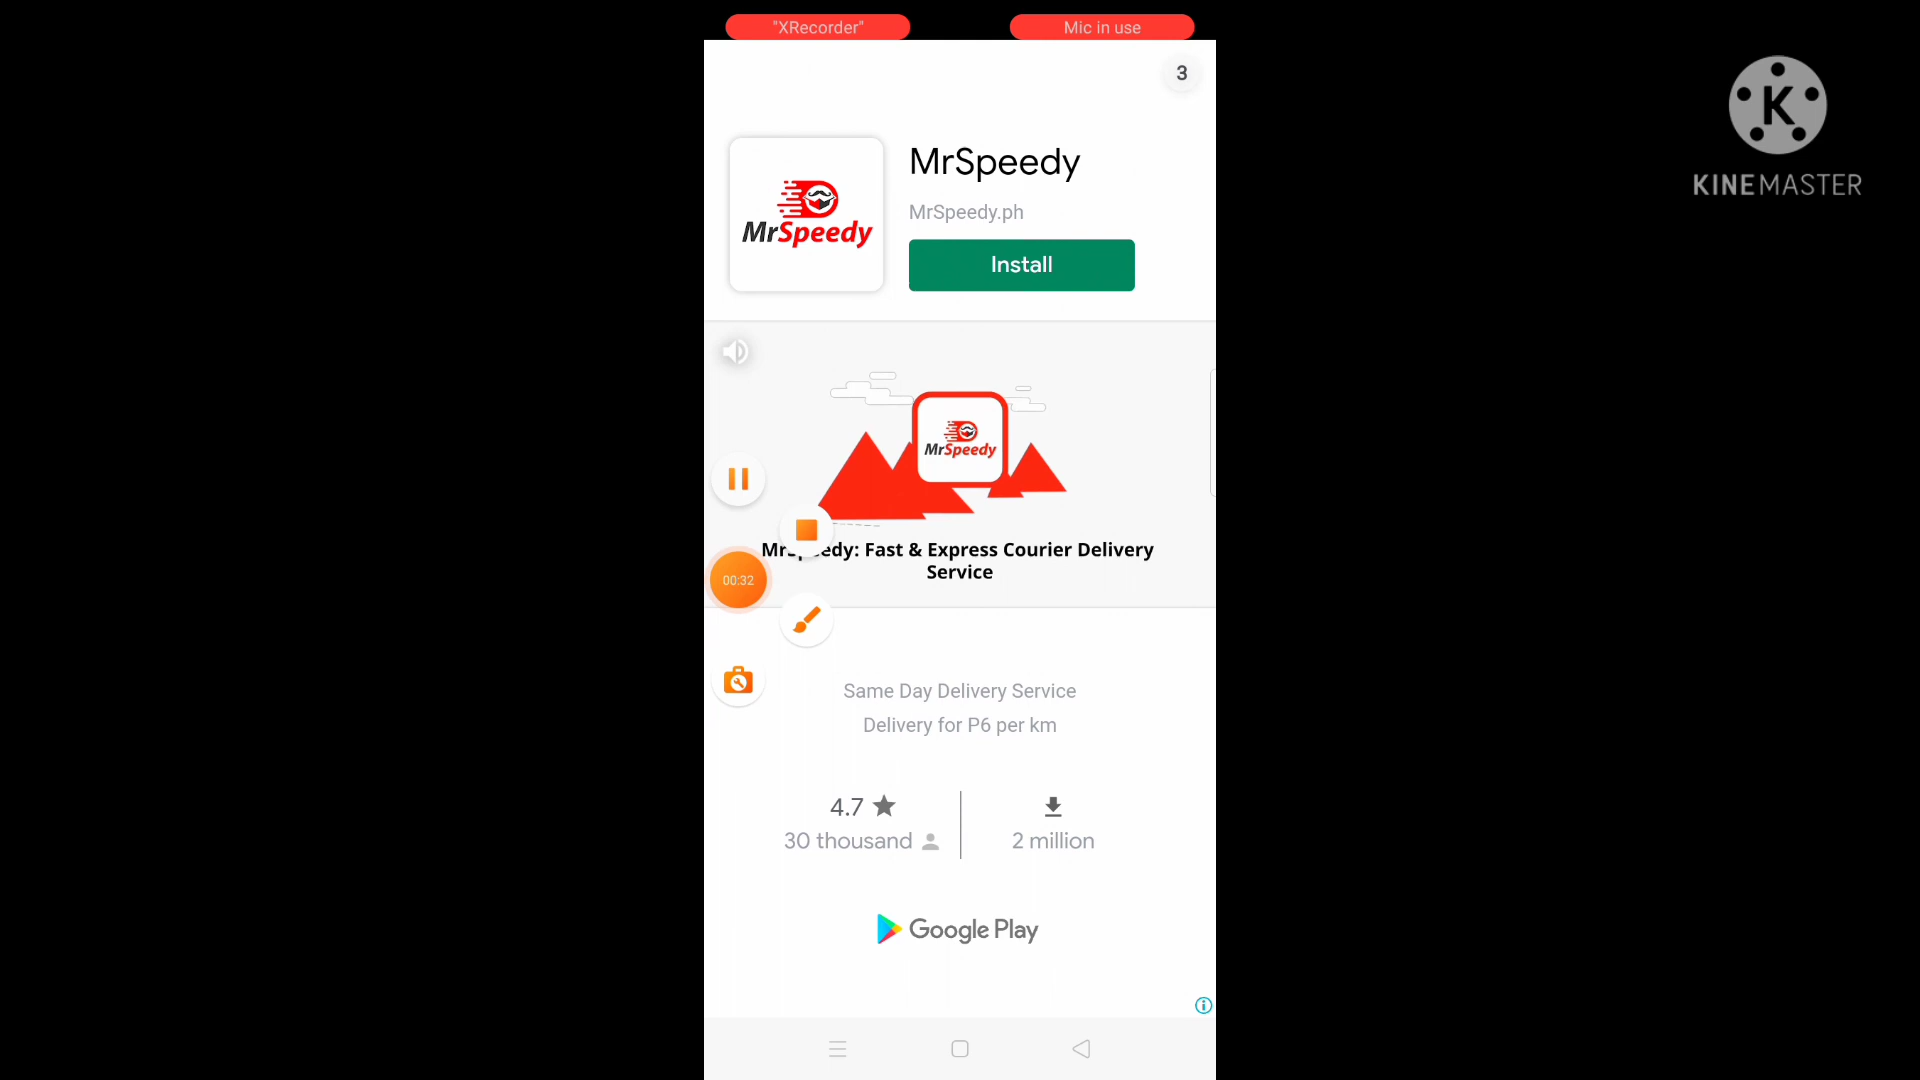 "XRecorder"
Mic in use
3
K
KINEMASTER
MrSpeedy
MrSpeedy
MrSpeedy.ph
Install
MrSpeedy
edy: Fast & Express Courier Delivery
Service
00:32
Same Day Delivery Service
Delivery for P6 per km
4.7
30 thousand
2 million
Google Play